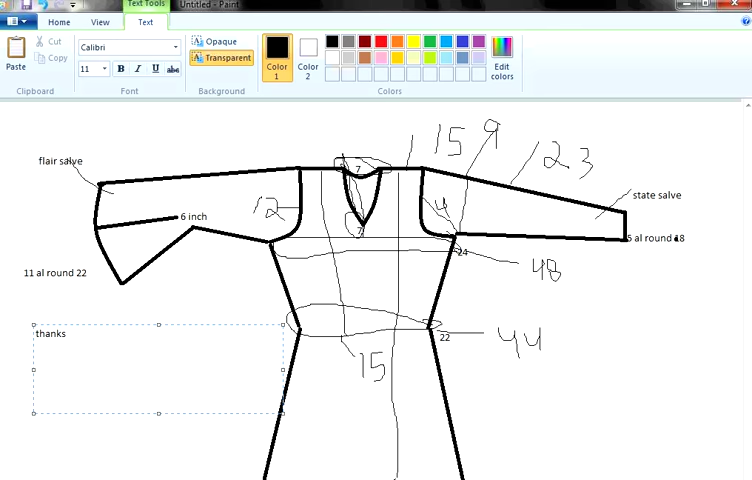 Text Tools
Untitled - Paint
Home View Text
Paste
Cut
Copy
Clipboard
Calibri
11
B I U abc
Font
Opaque
Transparent
Background
Color 1
Color 2
Edit colors
Colors
15 9
23
flair salve
7
state salve
6 inch
12
4
7
5 al round 18
24
48
11 al round 22
thanks
22
44
15